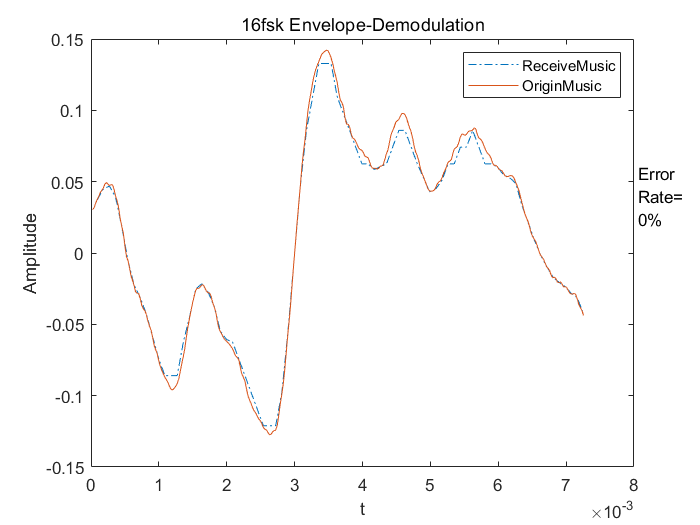 16fsk Envelope-Demodulation
ReceiveMusic
OriginMusic
0.15
0.1
0.05
0
-0.05
-0.1
-0.15
Amplitude
Error
Rate=
0%
0 1 2 3 4 5 6 7 8
t
×10⁻³